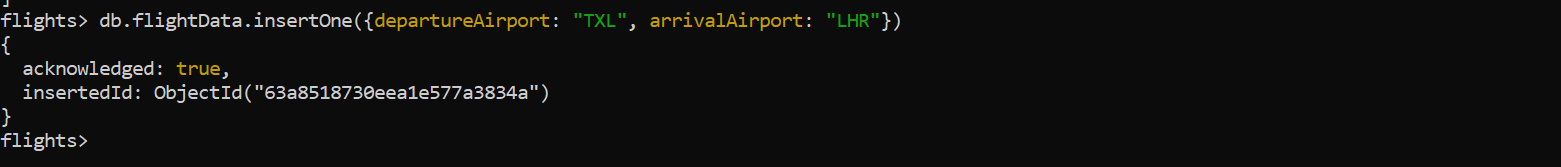 ]
flights> db.flightData.insertOne({departureAirport: "TXL", arrivalAirport: "LHR"})
{
  acknowledged: true,
  insertedId: ObjectId("63a8518730eea1e577a3834a")
}
flights>